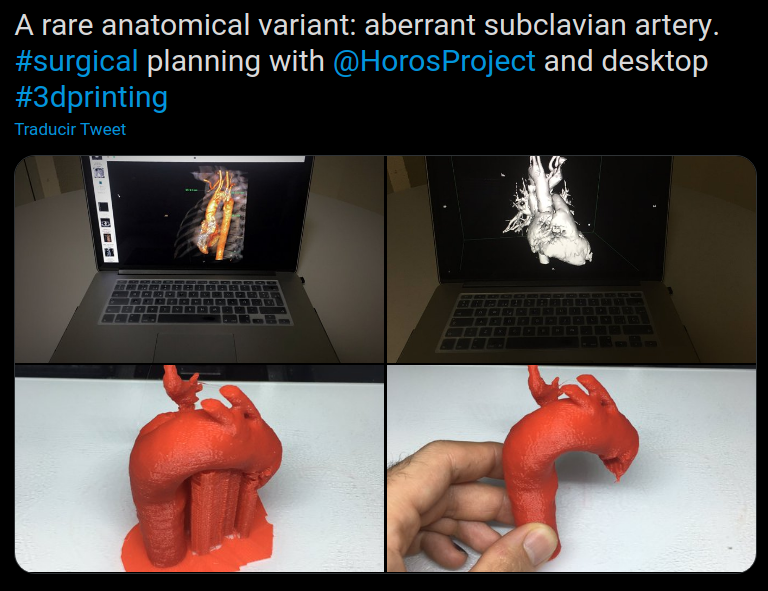 A rare anatomical variant: aberrant subclavian artery.
#surgical planning with @HorosProject and desktop
#3dprinting
Traducir Tweet